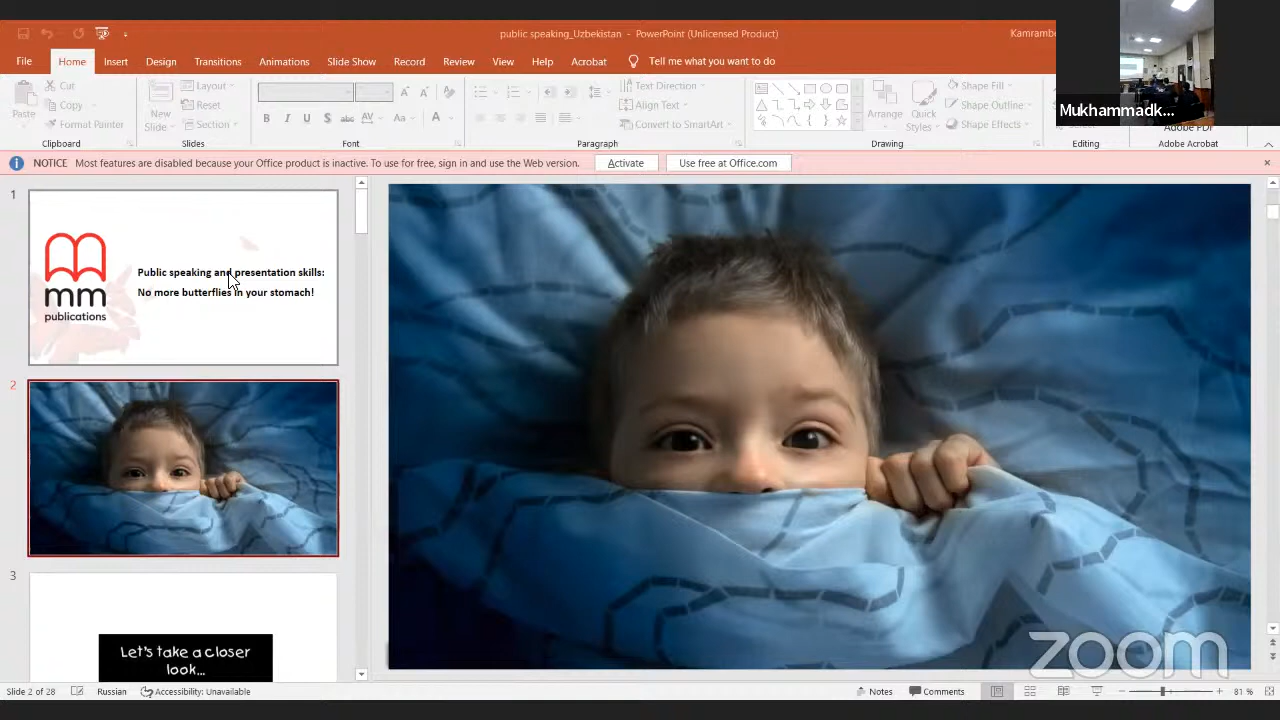 public speaking_Uzbekistan - PowerPoint (Unlicensed Product)
File Home Insert Design Transitions Animations Slide Show Record Review View Help Acrobat Tell me what you want to do
Paste
Cut
Copy
Format Painter
Clipboard
New Slide
Layout
Reset
Section
Slides
Font
Text Direction
Align Text
Convert to SmartArt
Paragraph
Arrange
Quick Styles
Shape Fill
Shape Outline
Shape Effects
Drawing
Editing
Adobe PDF
Adobe Acrobat
Mukhammadk...
NOTICE Most features are disabled because your Office product is inactive. To use for free, sign in and use the Web version. Activate Use free at Office.com
1
mm
publications
Public speaking and presentation skills:
No more butterflies in your stomach!
2
3
Let's take a closer
look...
zoom
Slide 2 of 28 Russian Accessibility: Unavailable Notes Comments 81 %